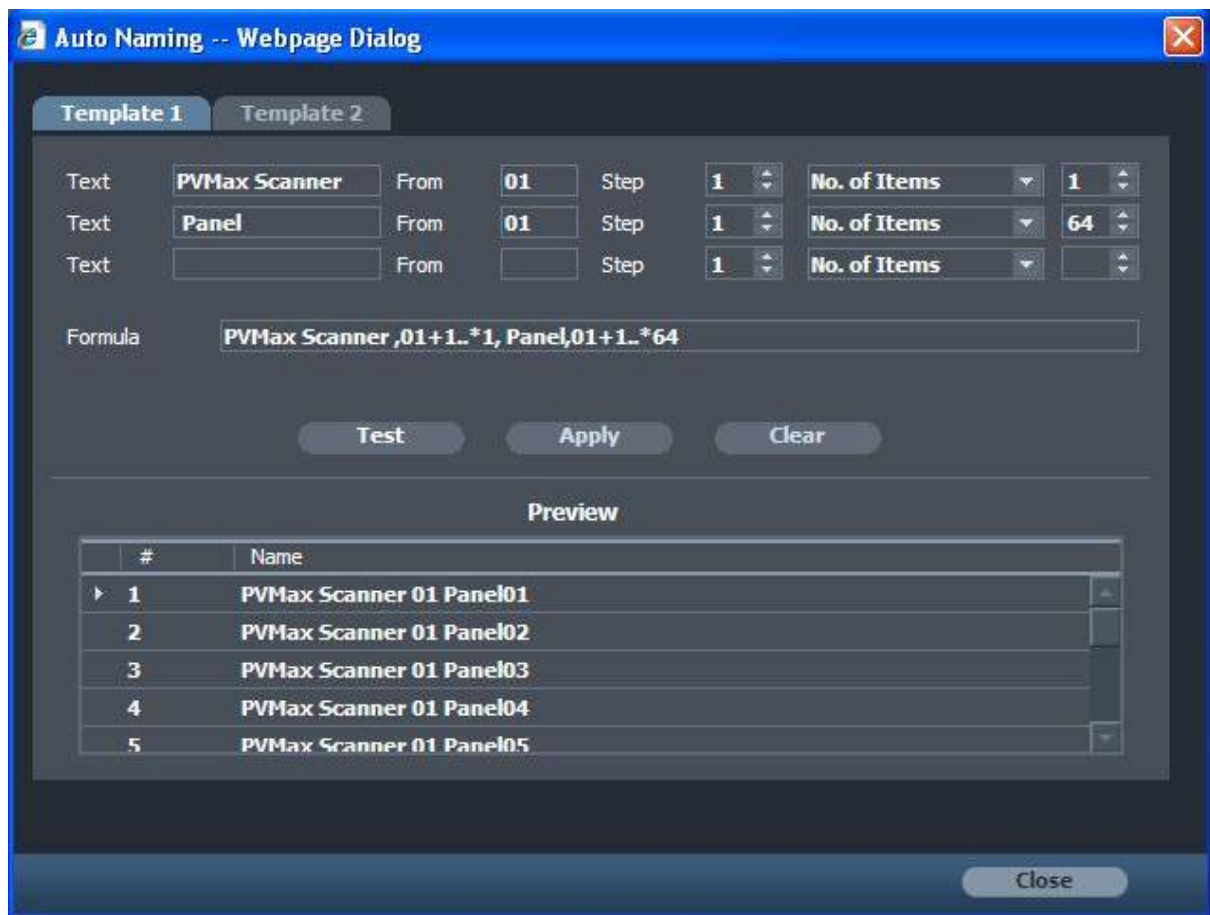 Auto Naming -- Webpage Dialog
Template 1 Template 2
Text PVMax Scanner From 01 Step 1 No. of Items 1
Text Panel From 01 Step 1 No. of Items 64
Text From Step 1 No. of Items
Formula PVMax Scanner ,01+1..*1, Panel,01+1..*64
Test Apply Clear
Preview
# Name
1 PVMax Scanner 01 Panel01
2 PVMax Scanner 01 Panel02
3 PVMax Scanner 01 Panel03
4 PVMax Scanner 01 Panel04
5 PVMax Scanner 01 Panel05
Close